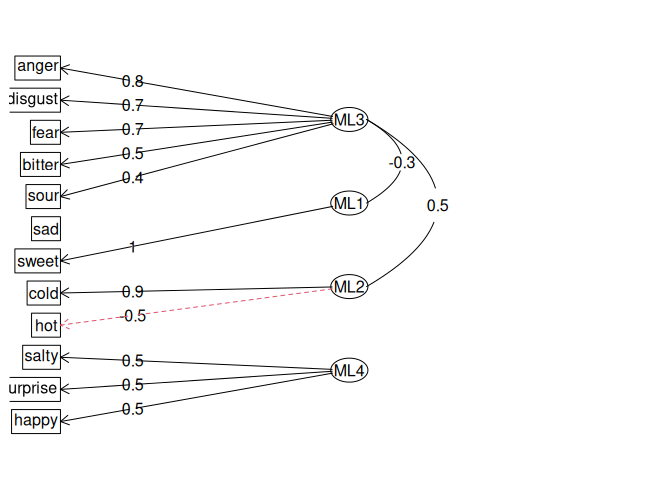 anger
disgust
fear
bitter
sour
sad
sweet
cold
hot
salty
urprise
happy
0.8
0.7
0.7
0.5
0.4
1
0.9
-0.5
0.5
0.5
0.5
ML3
ML1
ML2
ML4
-0.3
0.5